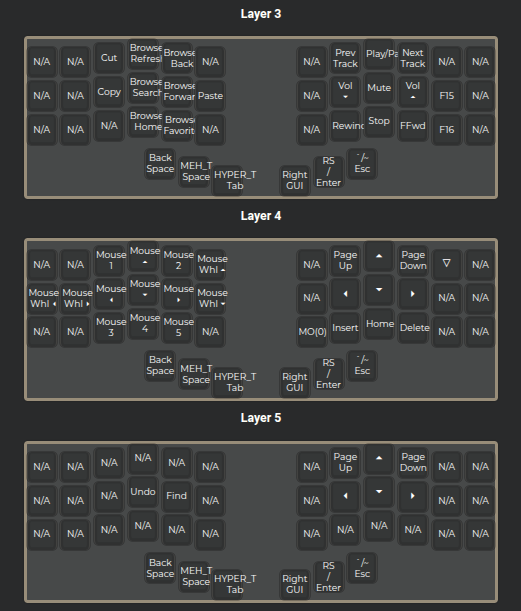 Layer 3
N/A N/A Cut Browse Refresh Browse Back N/A N/A Prev Track Play/Pa Next Track N/A N/A
N/A N/A Copy Browse Search Browse Forwar Paste N/A Vol Mute Vol F15 N/A
N/A N/A N/A Browse Home Browse Favorit N/A N/A Rewind Stop FFwd F16 N/A
Back Space MEH_T Space HYPER_T Tab Right GUI RS / Enter ` /~ Esc
Layer 4
N/A N/A Mouse 1 Mouse Mouse 2 Mouse Whl N/A Page Up Page Down ▽ N/A
Mouse Whl Mouse Whl Mouse Mouse Mouse Mouse Whl N/A N/A N/A
N/A N/A Mouse 3 Mouse 4 Mouse 5 N/A MO(0) Insert Home Delete N/A N/A
Back Space MEH_T Space HYPER_T Tab Right GUI RS / Enter ` /~ Esc
Layer 5
N/A N/A N/A N/A N/A N/A N/A Page Up Page Down N/A N/A
N/A N/A N/A Undo Find N/A N/A N/A N/A
N/A N/A N/A N/A N/A N/A N/A N/A N/A N/A N/A N/A
Back Space MEH_T Space HYPER_T Tab Right GUI RS / Enter ` /~ Esc